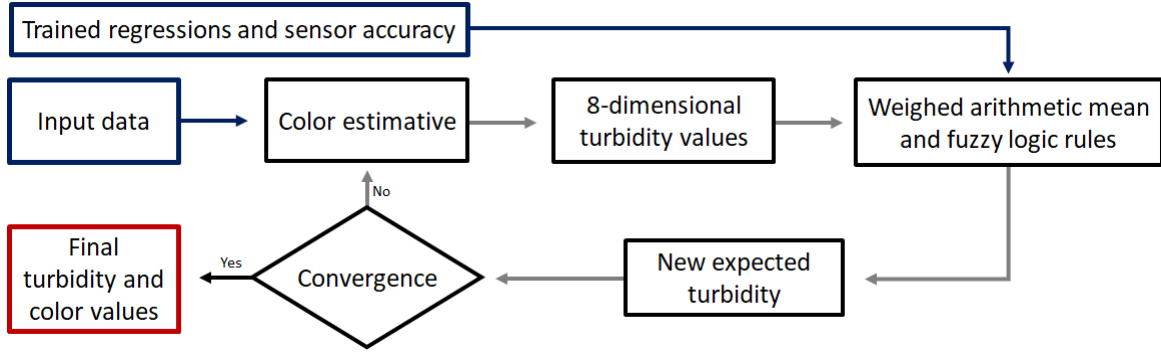 Trained regressions and sensor accuracy
Input data
Color estimative
8-dimensional
turbidity values
Weighed arithmetic mean
and fuzzy logic rules
No
Final
turbidity and
color values
Yes
Convergence
New expected
turbidity